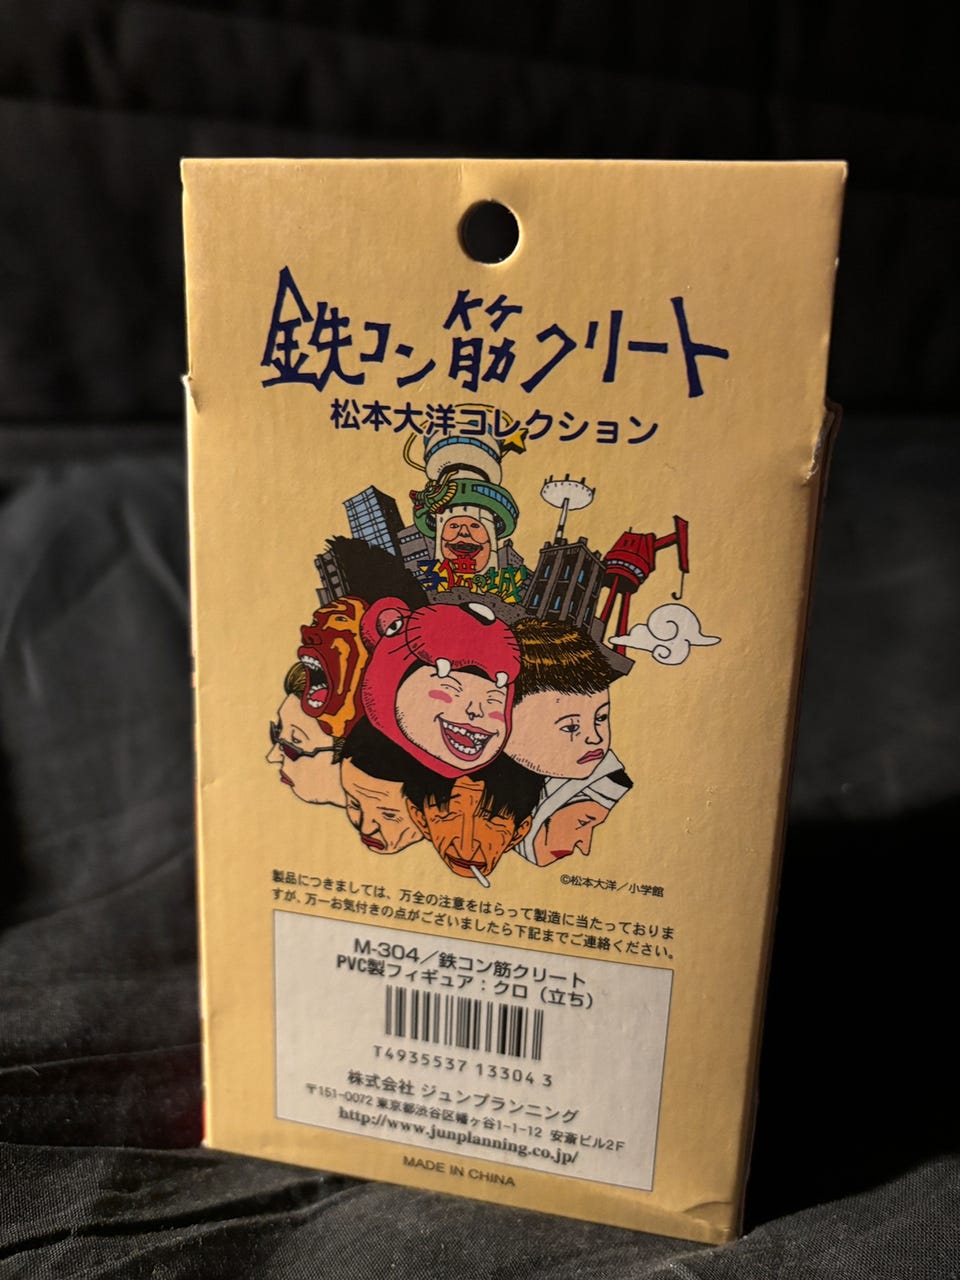 鉄コン筋クリート
松本大洋コレクション
子供の城
©松本大洋／小学館
製品につきましては、万全の注意をはらって製造に当たっておりま
すが、万一お気付きの点がございましたら下記までご連絡ください。
M-304／鉄コン筋クリート
PVC製フィギュア：クロ（立ち）
T4935537 13304 3
株式会社 ジュンプランニング
〒151-0072 東京都渋谷区幡ヶ谷1-1-12 安斎ビル2F
http://www.junplanning.co.jp/
MADE IN CHINA